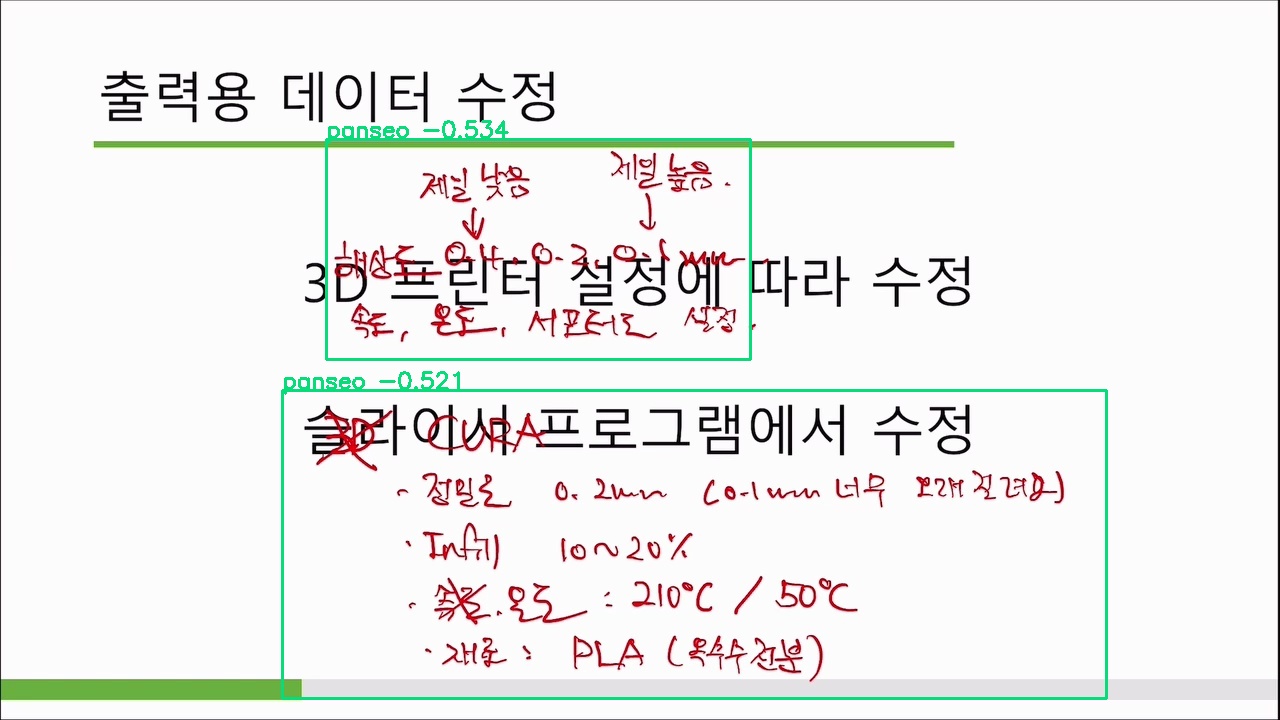 출력용 데이터 수정
panseo -0.534
제일 낮음 제일 높음.
해상도 0.4, 0.2, 0.1mm.
3D 프린터 설정에 따라 수정
속도, 온도, 서포터도 설정.
panseo -0.521
슬라이서 프로그램에서 수정
3D CURA
· 정밀도 0.2mm (0.1mm 너무 오래 걸려요)
· Infill 10~20%
· 속도, 온도 : 210°C / 50°C
· 재료 : PLA (옥수수전분)